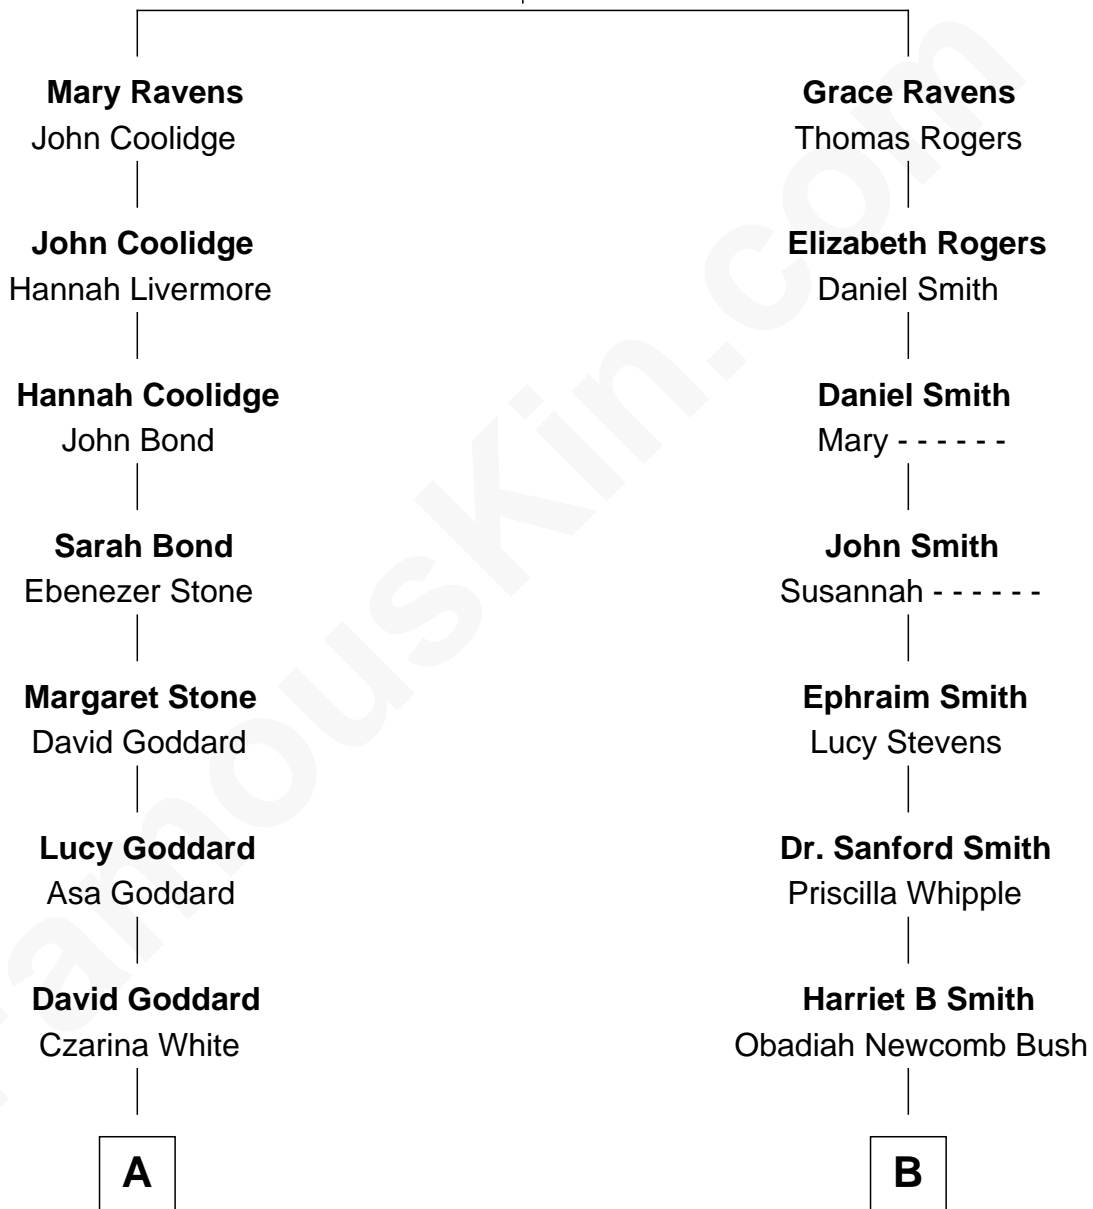 Mary Ravens
John Coolidge
John Coolidge
Hannah Livermore
Hannah Coolidge
John Bond
Sarah Bond
Ebenezer Stone
Margaret Stone
David Goddard
Lucy Goddard
Asa Goddard
David Goddard
Czarina White
A
Grace Ravens
Thomas Rogers
Elizabeth Rogers
Daniel Smith
Daniel Smith
Mary - - - - - -
John Smith
Susannah - - - - - -
Ephraim Smith
Lucy Stevens
Dr. Sanford Smith
Priscilla Whipple
Harriet B Smith
Obadiah Newcomb Bush
B
FamousKin.com